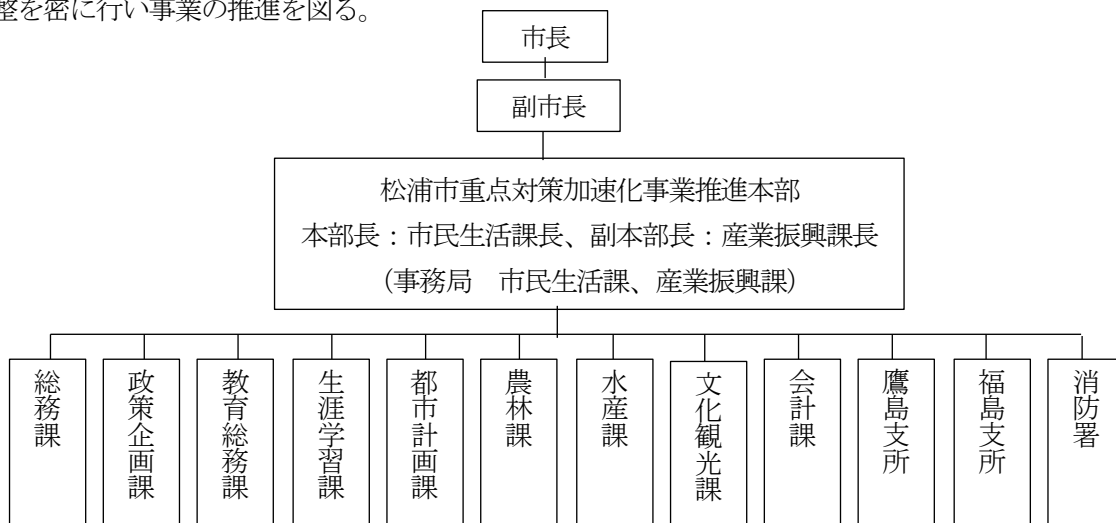 整を密に行い事業の推進を図る。
市長
副市長
松浦市重点対策加速化事業推進本部
本部長：市民生活課長、副本部長：産業振興課長
（事務局　市民生活課、産業振興課）
総務課
政策企画課
教育総務課
生涯学習課
都市計画課
農林課
水産課
文化観光課
会計課
鷹島支所
福島支所
消防署